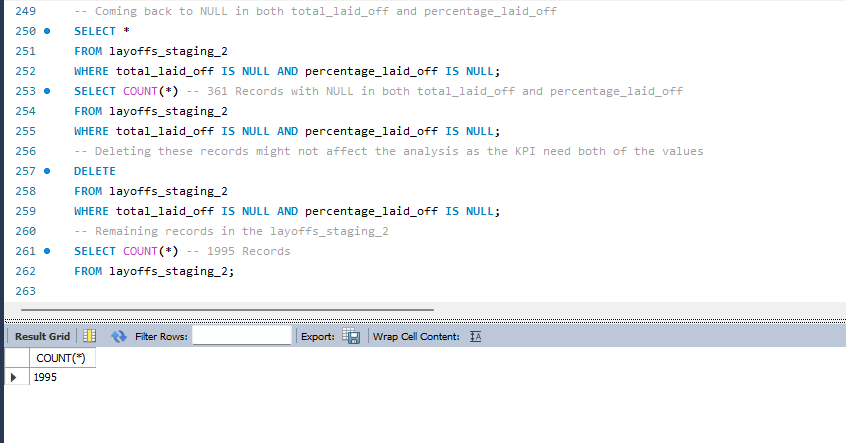 249 -- Coming back to NULL in both total_laid_off and percentage_laid_off
250 SELECT *
251 FROM layoffs_staging_2
252 WHERE total_laid_off IS NULL AND percentage_laid_off IS NULL;
253 SELECT COUNT(*) -- 361 Records with NULL in both total_laid_off and percentage_laid_off
254 FROM layoffs_staging_2
255 WHERE total_laid_off IS NULL AND percentage_laid_off IS NULL;
256 -- Deleting these records might not affect the analysis as the KPI need both of the values
257 DELETE
258 FROM layoffs_staging_2
259 WHERE total_laid_off IS NULL AND percentage_laid_off IS NULL;
260 -- Remaining records in the layoffs_staging_2
261 SELECT COUNT(*) -- 1995 Records
262 FROM layoffs_staging_2;
263
Result Grid Filter Rows: Export: Wrap Cell Content:
COUNT(*)
1995